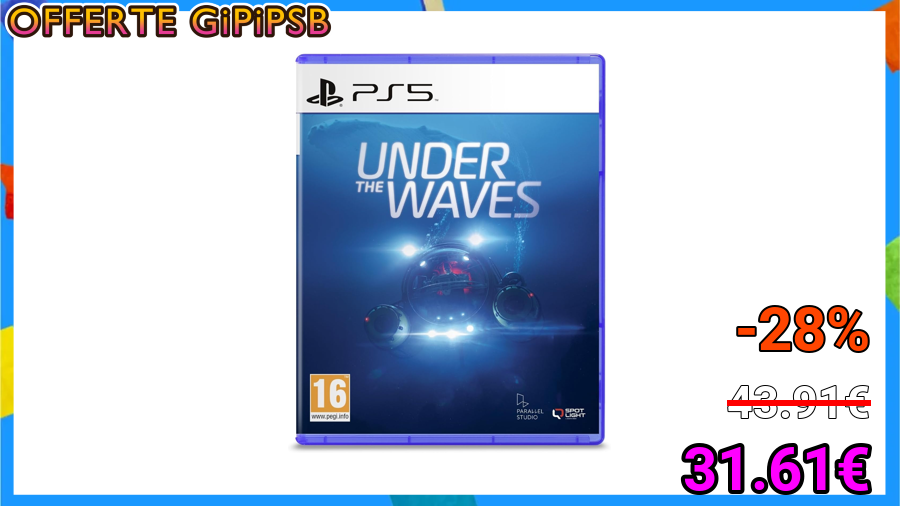 OFFERTE GiPiPSB
PS5
UNDER
THE WAVES
16
www.pegi.info
PARALLEL
STUDIO
SPOT
LIGHT
-28%
43.91€
31.61€